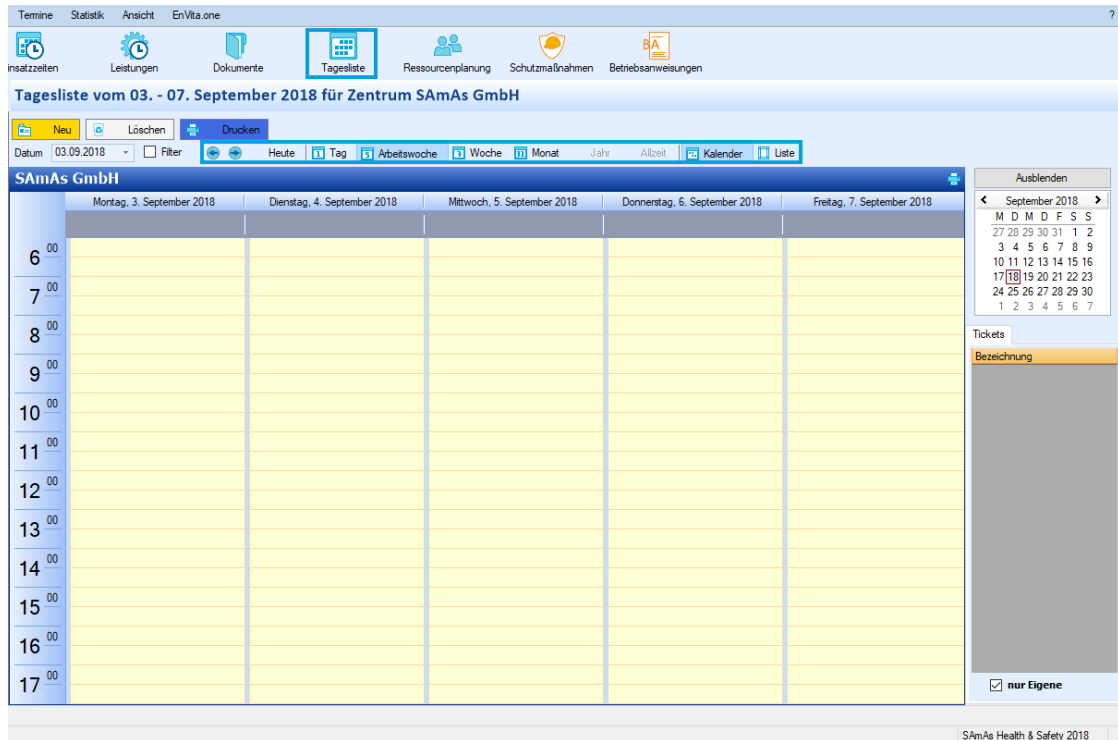 Termine Statistik Ansicht EnVita.one ?
insatzzeiten Leistungen Dokumente Tagesliste Ressourcenplanung Schutzmaßnahmen BA Betriebsanweisungen
Tagesliste vom 03. - 07. September 2018 für Zentrum SAmAs GmbH
Neu Löschen Drucken
Datum 03.09.2018 Filter Heute 1 Tag 5 Arbeitswoche 7 Woche 31 Monat Jahr Allzeit Kalender Liste
SAmAs GmbH
Montag, 3. September 2018 Dienstag, 4. September 2018 Mittwoch, 5. September 2018 Donnerstag, 6. September 2018 Freitag, 7. September 2018
6 00
7 00
8 00
9 00
10 00
11 00
12 00
13 00
14 00
15 00
16 00
17 00
Ausblenden
September 2018
M D M D F S S
27 28 29 30 31 1 2
3 4 5 6 7 8 9
10 11 12 13 14 15 16
17 18 19 20 21 22 23
24 25 26 27 28 29 30
1 2 3 4 5 6 7
Tickets
Bezeichnung
nur Eigene
SAmAs Health & Safety 2018